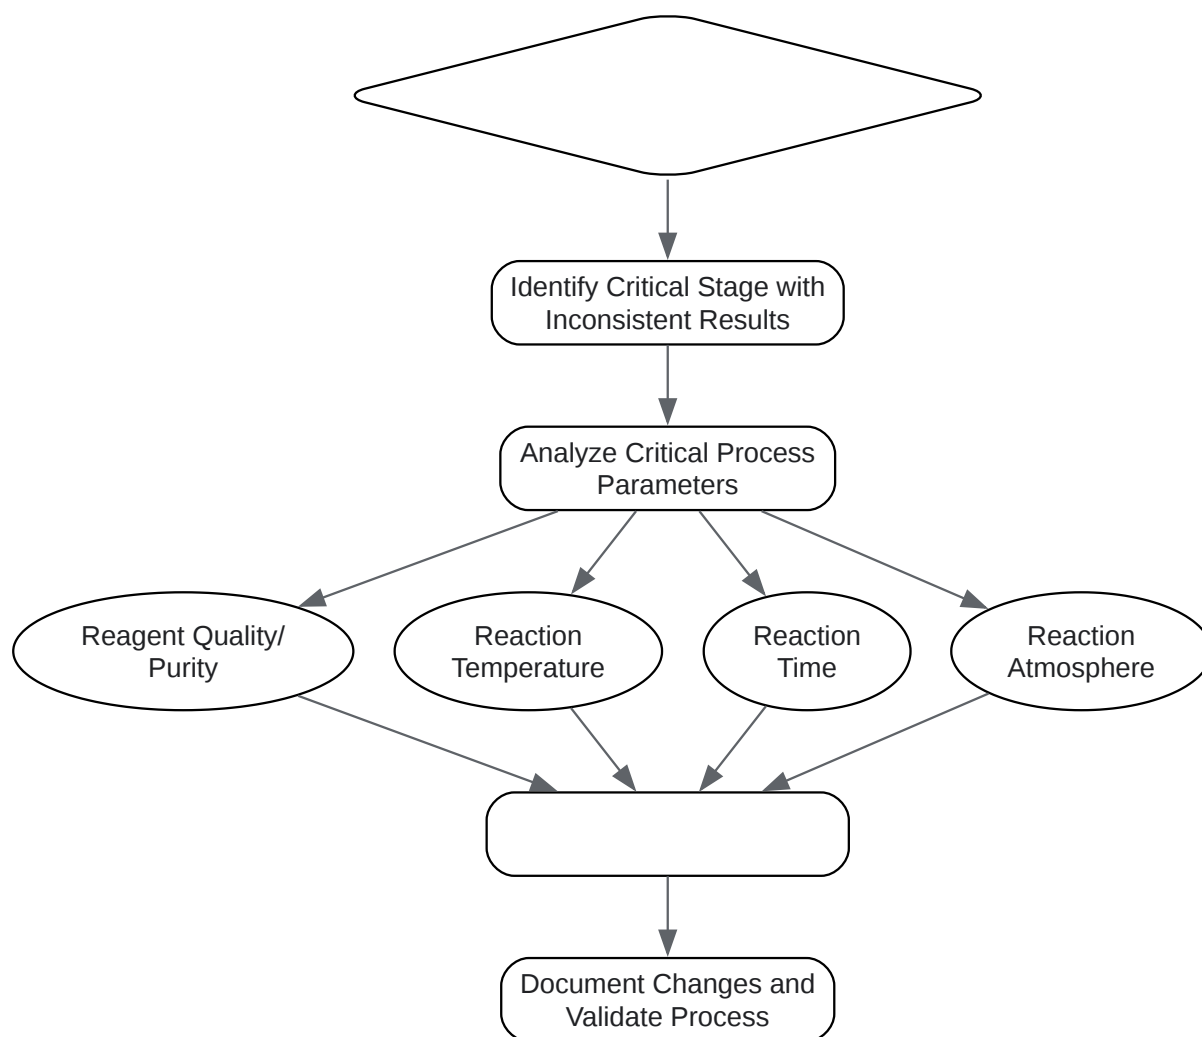 Identify Critical Stage with
Inconsistent Results
Analyze Critical Process
Parameters
Reagent Quality/
Purity
Reaction
Temperature
Reaction
Time
Reaction
Atmosphere
Document Changes and
Validate Process